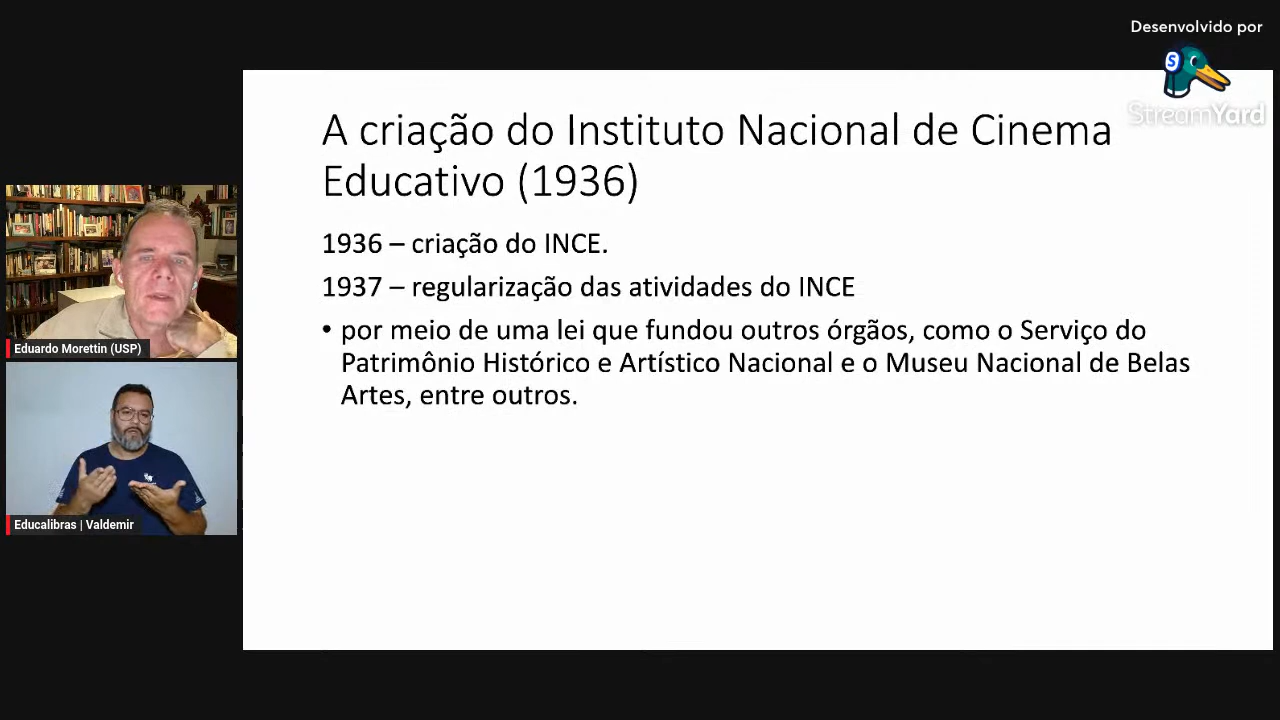 Desenvolvido por
S
StreamYard
A criação do Instituto Nacional de Cinema
Educativo (1936)
1936 – criação do INCE.
1937 – regularização das atividades do INCE
• por meio de uma lei que fundou outros órgãos, como o Serviço do
Patrimônio Histórico e Artístico Nacional e o Museu Nacional de Belas
Artes, entre outros.
Eduardo Morettin (USP)
Educalibras | Valdemir